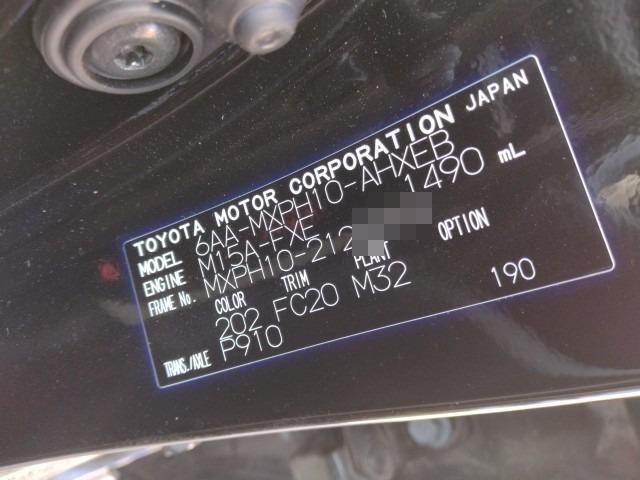 TOYOTA MOTOR CORPORATION JAPAN
MODEL 6AA-MXPH10-AHXEB
ENGINE M15A-FXE 1490 mL
FRAME No. MXPH10-212
COLOR TRIM PLANT OPTION
202 FC20 M32 190
TRANS./AXLE P910